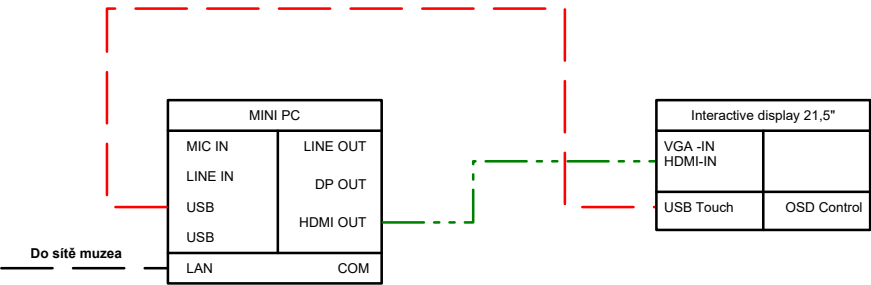 MINI PC
MIC IN
LINE OUT
LINE IN
DP OUT
USB
HDMI OUT
USB
LAN
COM
Do sítě muzea
Interactive display 21,5"
VGA -IN
HDMI-IN
USB Touch
OSD Control